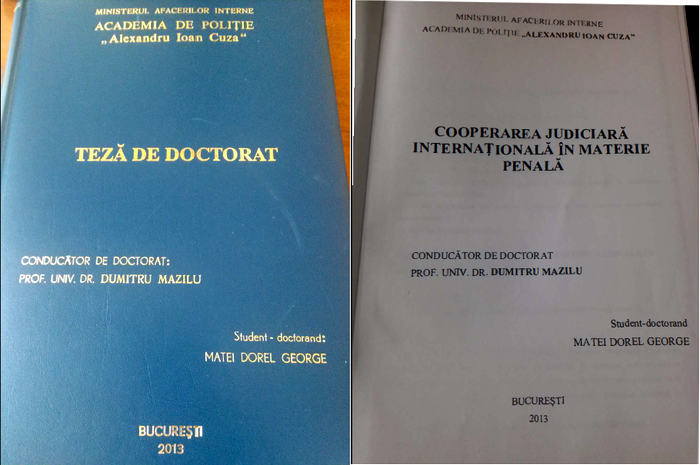 MINISTERUL AFACERILOR INTERNE
ACADEMIA DE POLIȚIE
„Alexandru Ioan Cuza”
TEZĂ DE DOCTORAT
CONDUCĂTOR DE DOCTORAT:
PROF. UNIV. DR. DUMITRU MAZILU
Student - doctorand:
MATEI DOREL GEORGE
BUCUREȘTI
2013
MINISTERUL AFACERILOR INTERNE
ACADEMIA DE POLIȚIE „ALEXANDRU IOAN CUZA”
COOPERAREA JUDICIARĂ
INTERNAȚIONALĂ ÎN MATERIE
PENALĂ
CONDUCĂTOR DE DOCTORAT
PROF. UNIV. DR. DUMITRU MAZILU
Student-doctorand
MATEI DOREL GEORGE
BUCUREȘTI
2013